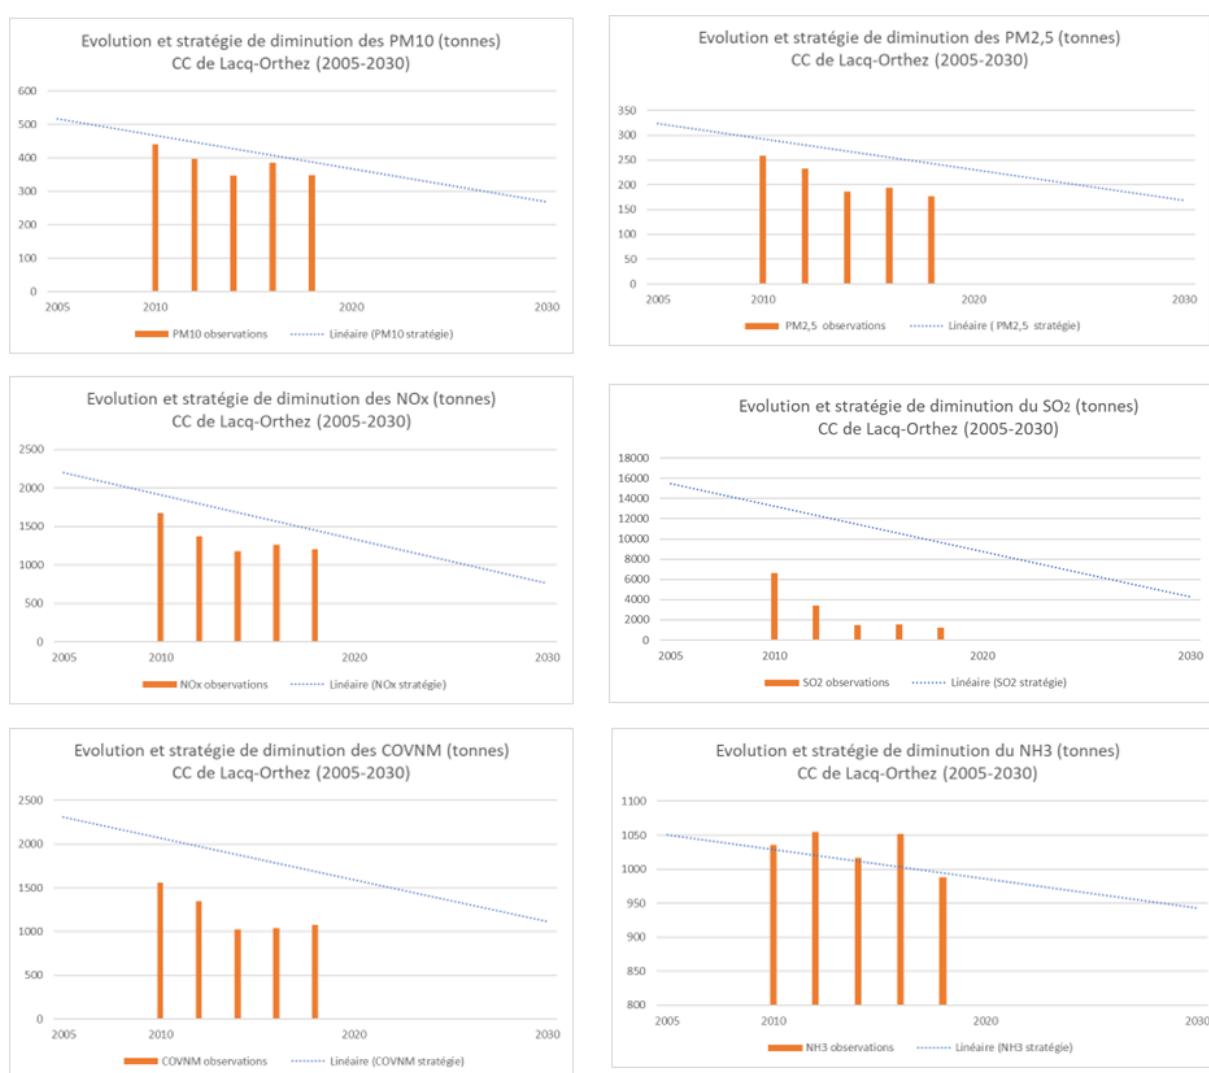 Evolution et stratégie de diminution des PM10 (tonnes)
CC de Lacq-Orthez (2005-2030)
600
500
400
300
200
100
0
2005 2010 2020 2030
PM10 observations Linéaire (PM10 stratégie)
Evolution et stratégie de diminution des PM2,5 (tonnes)
CC de Lacq-Orthez (2005-2030)
350
300
250
200
150
100
50
0
2005 2010 2020 2030
PM2,5 observations Linéaire ( PM2,5 stratégie)
Evolution et stratégie de diminution des NOx (tonnes)
CC de Lacq-Orthez (2005-2030)
2500
2000
1500
1000
500
0
2005 2010 2020 2030
NOx observations Linéaire (NOx stratégie)
Evolution et stratégie de diminution du SO2 (tonnes)
CC de Lacq-Orthez (2005-2030)
18000
16000
14000
12000
10000
8000
6000
4000
2000
0
2005 2010 2020 2030
SO2 observations Linéaire (SO2 stratégie)
Evolution et stratégie de diminution des COVNM (tonnes)
CC de Lacq-Orthez (2005-2030)
2500
2000
1500
1000
500
0
2005 2010 2020 2030
COVNM observations Linéaire (COVNM stratégie)
Evolution et stratégie de diminution du NH3 (tonnes)
CC de Lacq-Orthez (2005-2030)
1100
1050
1000
950
900
850
800
2005 2010 2020 2030
NH3 observations Linéaire (NH3 stratégie)